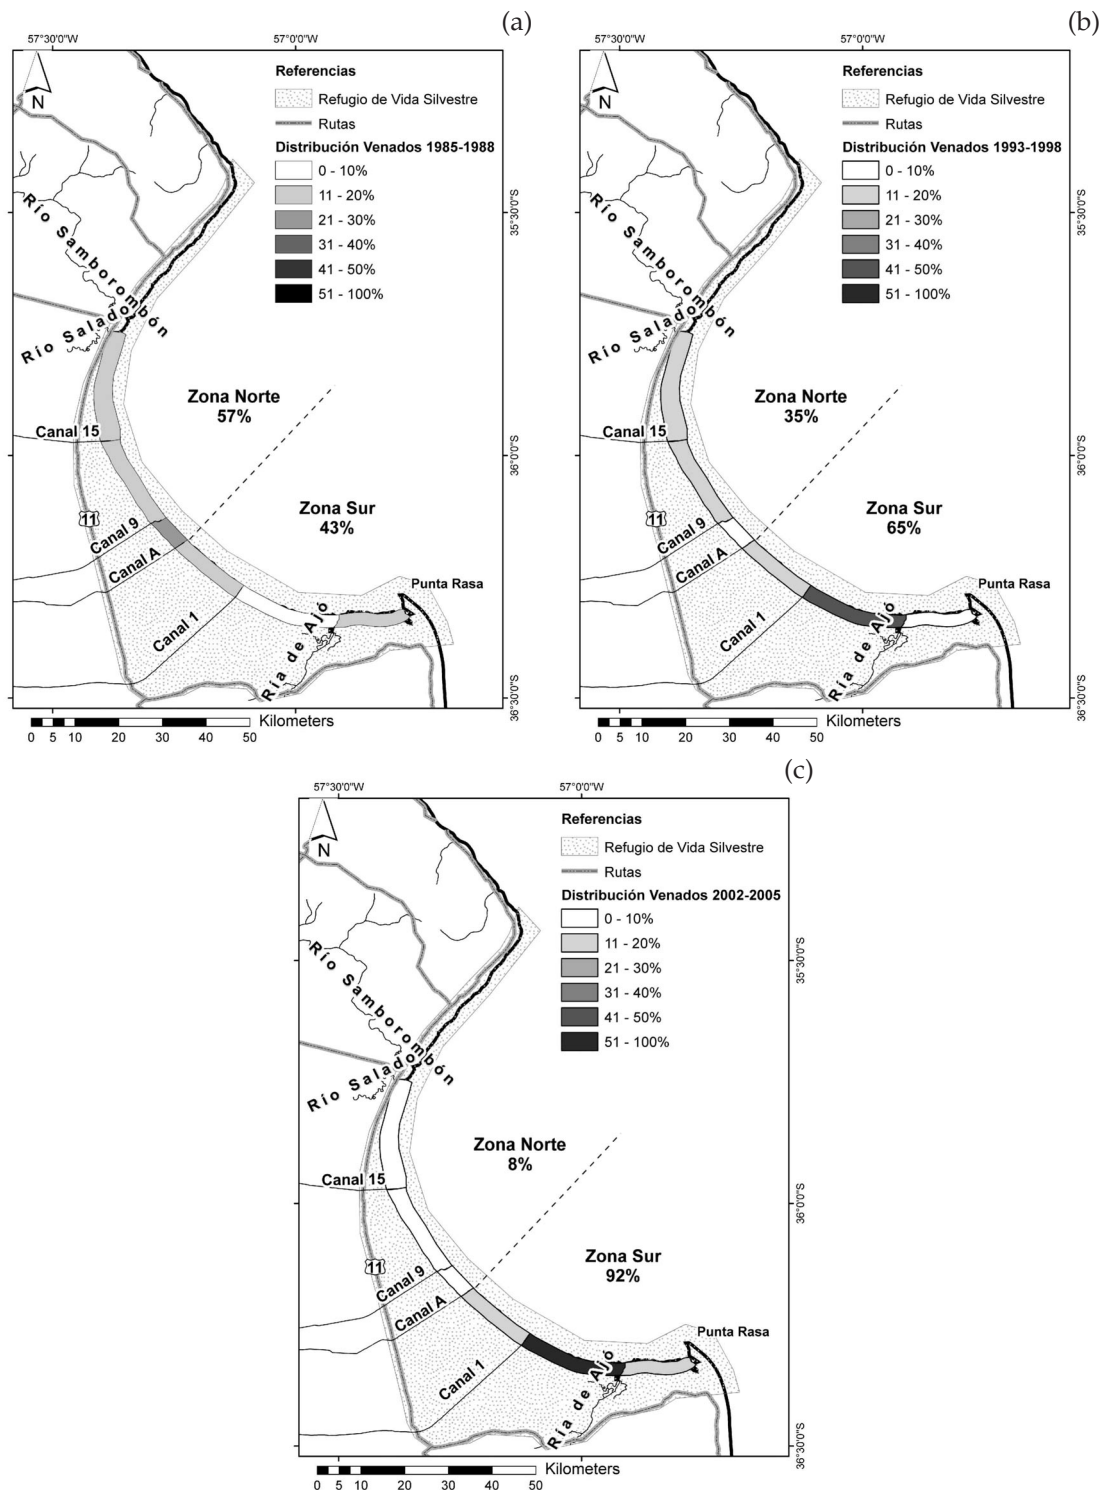 (a)
57°30'0"W
57°0'0"W
N
Referencias
Refugio de Vida Silvestre
Rutas
Distribución Venados 1985-1988
0 - 10%
11 - 20%
21 - 30%
31 - 40%
41 - 50%
51 - 100%
35°30'0"S
36°0'0"S
36°30'0"S
Río Samborombón
Río Salado
Zona Norte
57%
Canal 15
Zona Sur
43%
11
Canal 9
Canal A
Canal 1
Punta Rasa
Ría de Ajó
Kilometers
0 5 10 20 30 40 50
(b)
57°30'0"W
57°0'0"W
N
Referencias
Refugio de Vida Silvestre
Rutas
Distribución Venados 1993-1998
0 - 10%
11 - 20%
21 - 30%
31 - 40%
41 - 50%
51 - 100%
35°30'0"S
36°0'0"S
36°30'0"S
Río Samborombón
Río Salado
Zona Norte
35%
Canal 15
Zona Sur
65%
11
Canal 9
Canal A
Canal 1
Punta Rasa
Ría de Ajó
Kilometers
0 5 10 20 30 40 50
(c)
57°30'0"W
57°0'0"W
N
Referencias
Refugio de Vida Silvestre
Rutas
Distribución Venados 2002-2005
0 - 10%
11 - 20%
21 - 30%
31 - 40%
41 - 50%
51 - 100%
35°30'0"S
36°0'0"S
36°30'0"S
Río Samborombón
Río Salado
Zona Norte
8%
Canal 15
Zona Sur
92%
11
Canal 9
Canal A
Canal 1
Punta Rasa
Ría de Ajó
Kilometers
0 5 10 20 30 40 50